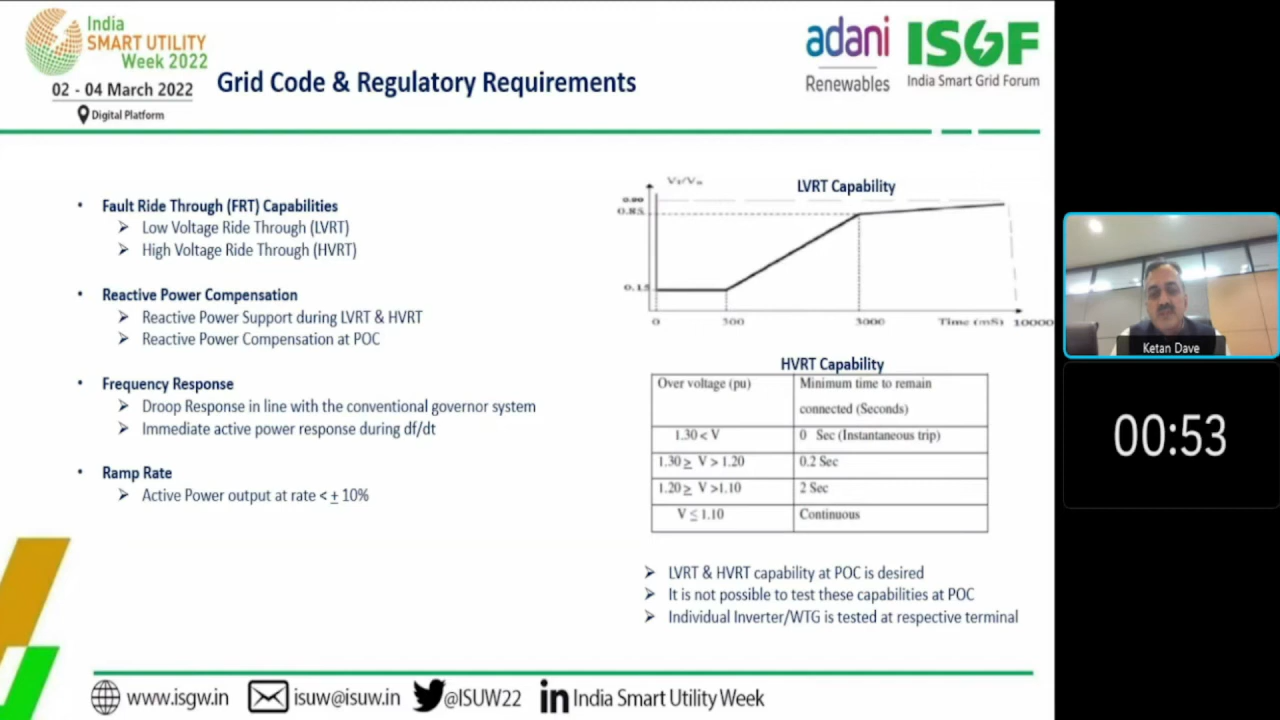 India
SMART UTILITY
Week 2022
02 - 04 March 2022
Digital Platform
Grid Code & Regulatory Requirements
adani
Renewables
ISGF
India Smart Grid Forum
• Fault Ride Through (FRT) Capabilities
➢ Low Voltage Ride Through (LVRT)
➢ High Voltage Ride Through (HVRT)
• Reactive Power Compensation
➢ Reactive Power Support during LVRT & HVRT
➢ Reactive Power Compensation at POC
• Frequency Response
➢ Droop Response in line with the conventional governor system
➢ Immediate active power response during df/dt
• Ramp Rate
➢ Active Power output at rate < ± 10%
LVRT Capability
0.90
0.85
0.15
0 300 3000 Time (mS) 10000
HVRT Capability
Over voltage (pu) Minimum time to remain
connected (Seconds)
1.30 < V 0 Sec (Instantaneous trip)
1.30 ≥ V > 1.20 0.2 Sec
1.20 ≥ V >1.10 2 Sec
V ≤ 1.10 Continuous
➢ LVRT & HVRT capability at POC is desired
➢ It is not possible to test these capabilities at POC
➢ Individual Inverter/WTG is tested at respective terminal
Ketan Dave
00:53
www.isgw.in isuw@isuw.in @ISUW22 in India Smart Utility Week